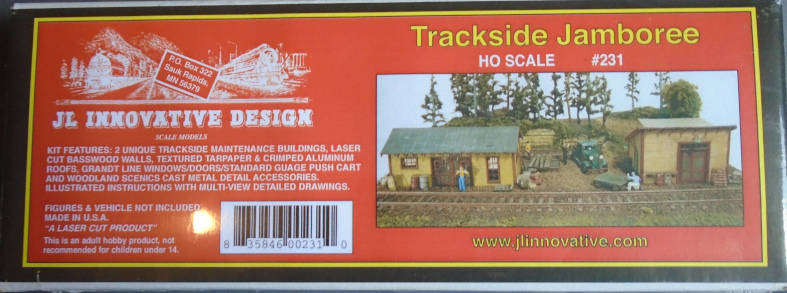 P.O. Box 322
Sauk Rapids,
MN 56379
JL INNOVATIVE DESIGN
SCALE MODELS
KIT FEATURES: 2 UNIQUE TRACKSIDE MAINTENANCE BUILDINGS, LASER
CUT BASSWOOD WALLS, TEXTURED TARPAPER & CRIMPED ALUMINUM
ROOFS, GRANDT LINE WINDOWS/DOORS/STANDARD GUAGE PUSH CART
AND WOODLAND SCENICS CAST METAL DETAIL ACCESSORIES.
ILLUSTRATED INSTRUCTIONS WITH MULTI-VIEW DETAILED DRAWINGS.
FIGURES & VEHICLE NOT INCLUDED.
MADE IN U.S.A.
"A LASER CUT PRODUCT"
This is an adult hobby product, not
recommended for children under 14.
8 35846 00231 0
Trackside Jamboree
HO SCALE #231
www.jlinnovative.com